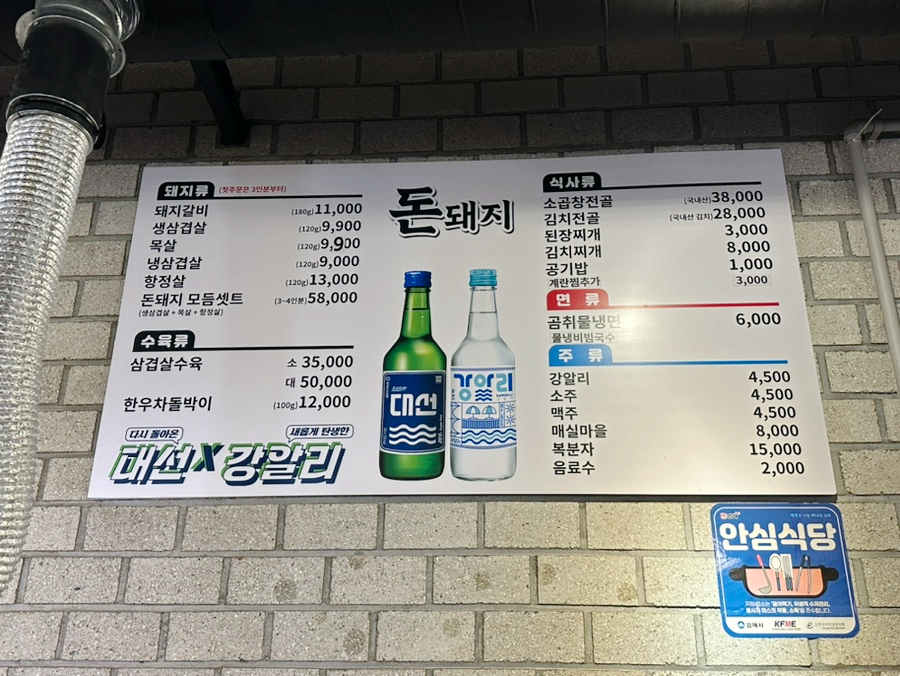 돼지류 (첫주문은 3인분부터)
돼지갈비 (180g) 11,000
생삼겹살 (120g) 9,900
목살 (120g) 9,900
냉삼겹살 (120g) 9,000
항정살 (120g) 13,000
돈돼지 모듬셋트 (3~4인분) 58,000
(생삼겹살 + 목살 + 항정살)
수육류
삼겹살수육 소 35,000
대 50,000
한우차돌박이 (100g) 12,000
다시 돌아온 새롭게 탄생한
대선 X 강알리
돈돼지
대선
강알리
식사류
소곱창전골 (국내산) 38,000
김치전골 (국내산 김치) 28,000
된장찌개 3,000
김치찌개 8,000
공기밥 1,000
계란찜추가 3,000
면 류
곰취물냉면 6,000
물냉비빔국수
주 류
강알리 4,500
소주 4,500
맥주 4,500
매실마을 8,000
복분자 15,000
음료수 2,000
안심식당
김해시 KFME